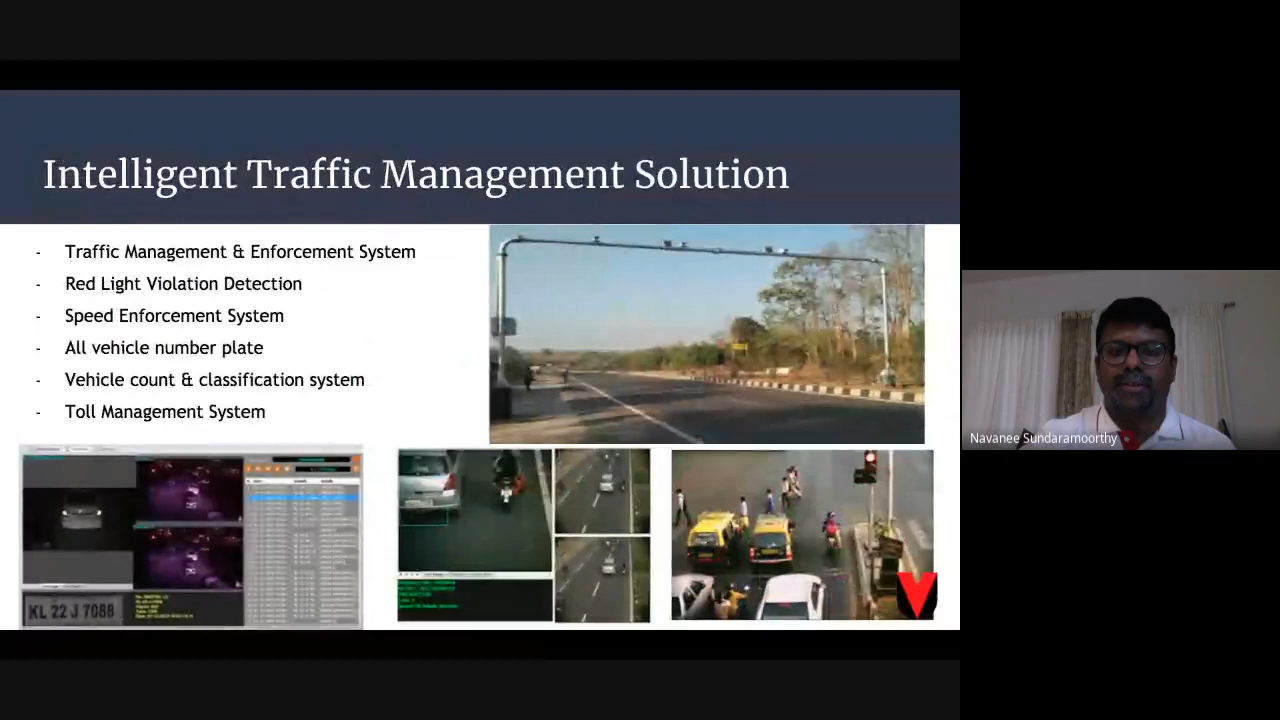 Intelligent Traffic Management Solution
- Traffic Management & Enforcement System
- Red Light Violation Detection
- Speed Enforcement System
- All vehicle number plate
- Vehicle count & classification system
- Toll Management System
KL 22 J 7088
Navanee Sundaramoorthy